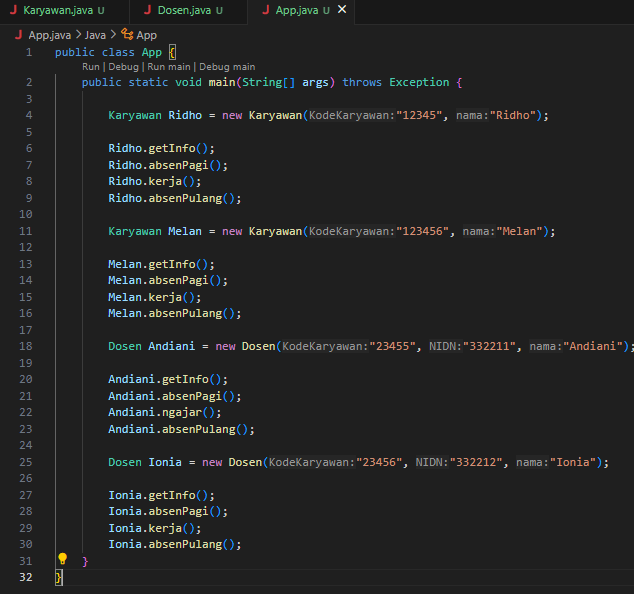 Karyawan.java U Dosen.java U App.java U ✕
App.java > Java > App
1 public class App {
Run | Debug | Run main | Debug main
2 public static void main(String[] args) throws Exception {
3
4 Karyawan Ridho = new Karyawan(KodeKaryawan:"12345", nama:"Ridho");
5
6 Ridho.getInfo();
7 Ridho.absenPagi();
8 Ridho.kerja();
9 Ridho.absenPulang();
10
11 Karyawan Melan = new Karyawan(KodeKaryawan:"123456", nama:"Melan");
12
13 Melan.getInfo();
14 Melan.absenPagi();
15 Melan.kerja();
16 Melan.absenPulang();
17
18 Dosen Andiani = new Dosen(KodeKaryawan:"23455", NIDN:"332211", nama:"Andiani");
19
20 Andiani.getInfo();
21 Andiani.absenPagi();
22 Andiani.ngajar();
23 Andiani.absenPulang();
24
25 Dosen Ionia = new Dosen(KodeKaryawan:"23456", NIDN:"332212", nama:"Ionia");
26
27 Ionia.getInfo();
28 Ionia.absenPagi();
29 Ionia.kerja();
30 Ionia.absenPulang();
31 }
32 }